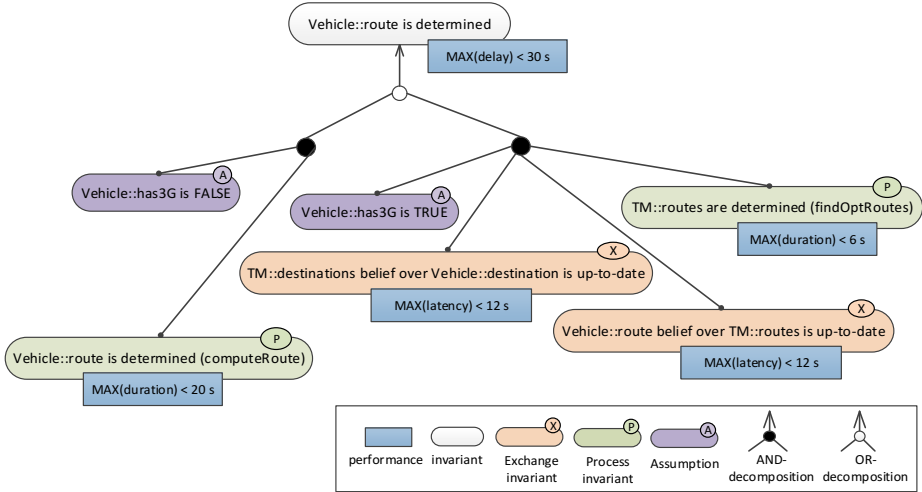 Vehicle::route is determined
MAX(delay) < 30 s
A
Vehicle::has3G is FALSE
A
Vehicle::has3G is TRUE
P
TM::routes are determined (findOptRoutes)
MAX(duration) < 6 s
X
TM::destinations belief over Vehicle::destination is up-to-date
MAX(latency) < 12 s
X
Vehicle::route belief over TM::routes is up-to-date
MAX(latency) < 12 s
P
Vehicle::route is determined (computeRoute)
MAX(duration) < 20 s
performance
invariant
X
Exchange
invariant
P
Process
invariant
A
Assumption
AND-
decomposition
OR-
decomposition